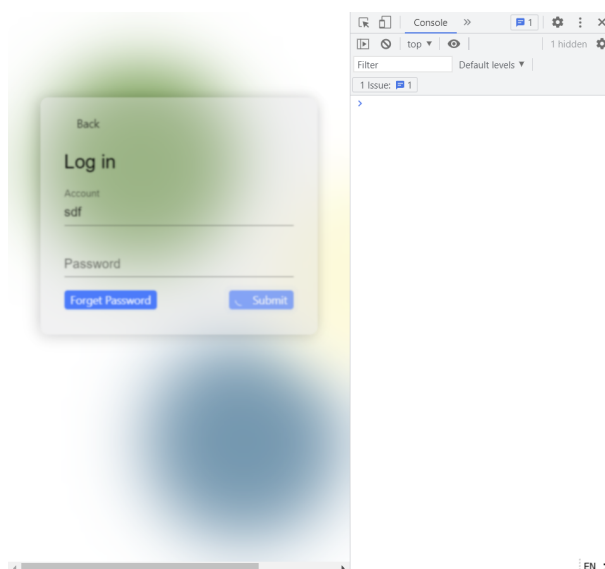 Console
1
top
1 hidden
Filter
Default levels
1 Issue: 1
Back
Log in
Account
sdf
Password
Forget Password
Submit
EN